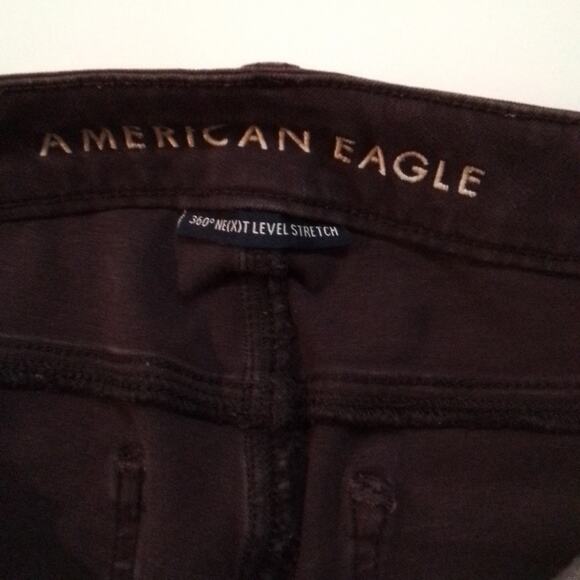 AMERICAN EAGLE
360° NE(X)T LEVEL STRETCH